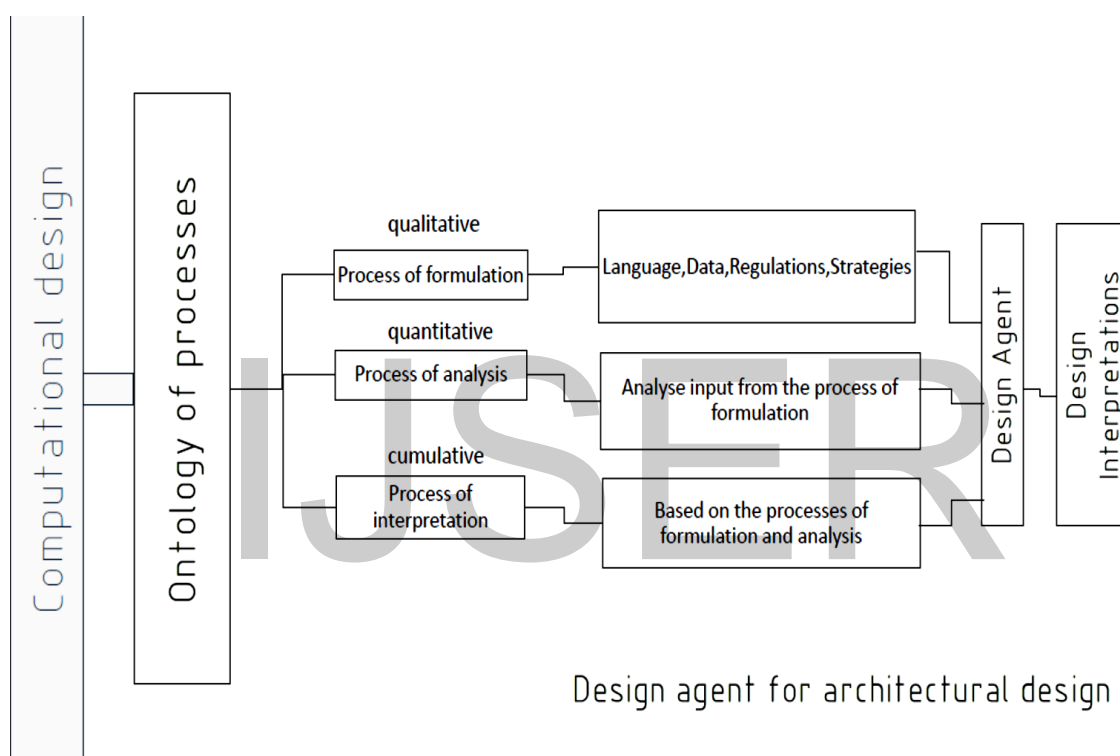 Computational design
Ontology of processes
qualitative
Process of formulation
Language,Data,Regulations,Strategies
quantitative
Process of analysis
Analyse input from the process of
formulation
cumulative
Process of
interpretation
Based on the processes of
formulation and analysis
Design Agent
Design
Interpretations
IJSER
Design agent for architectural design